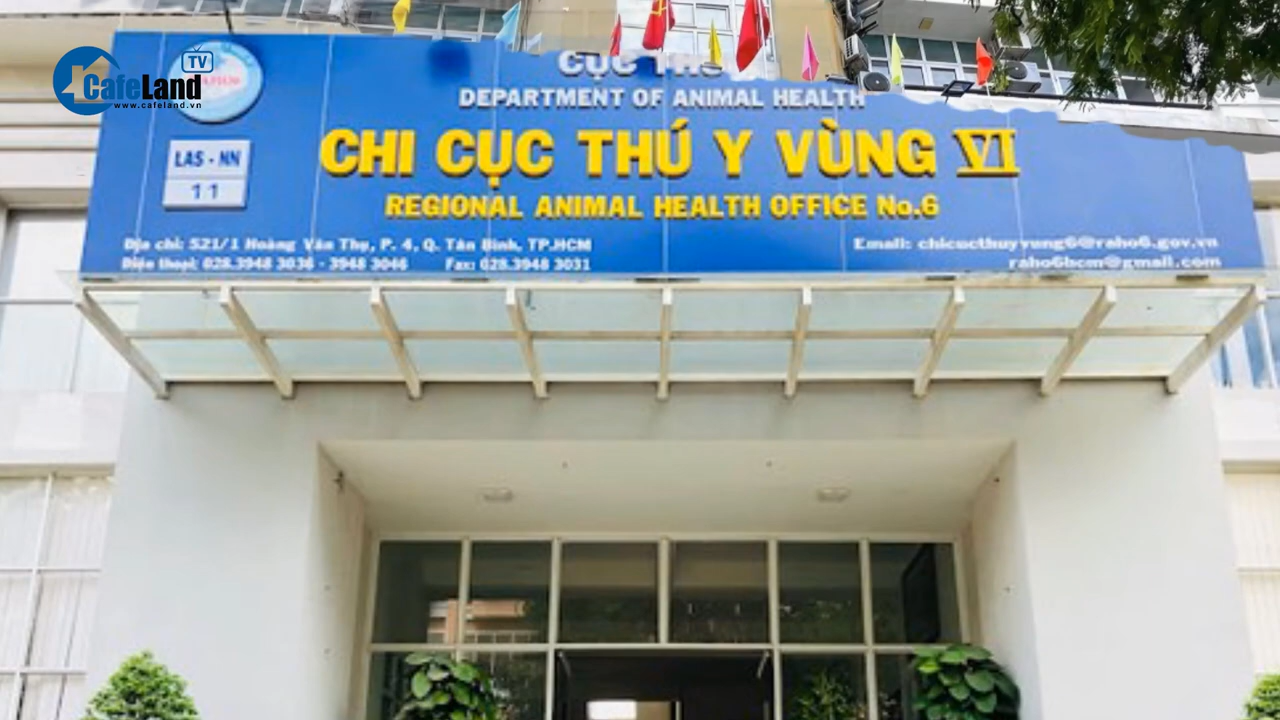 TV
CafeLand
www.cafeland.vn
CỤC THÚ
DEPARTMENT OF ANIMAL HEALTH
LAS - NN
11
CHI CỤC THÚ Y VÙNG VI
REGIONAL ANIMAL HEALTH OFFICE No.6
Địa chỉ: 521/1 Hoàng Văn Thụ, P. 4, Q. Tân Bình, TP.HCM
Điện thoại: 028.3948 3036 - 3948 3046 Fax: 028.3948 3031
Email: chicucthuyvung6@raho6.gov.vn
raho6hcm@gmail.com